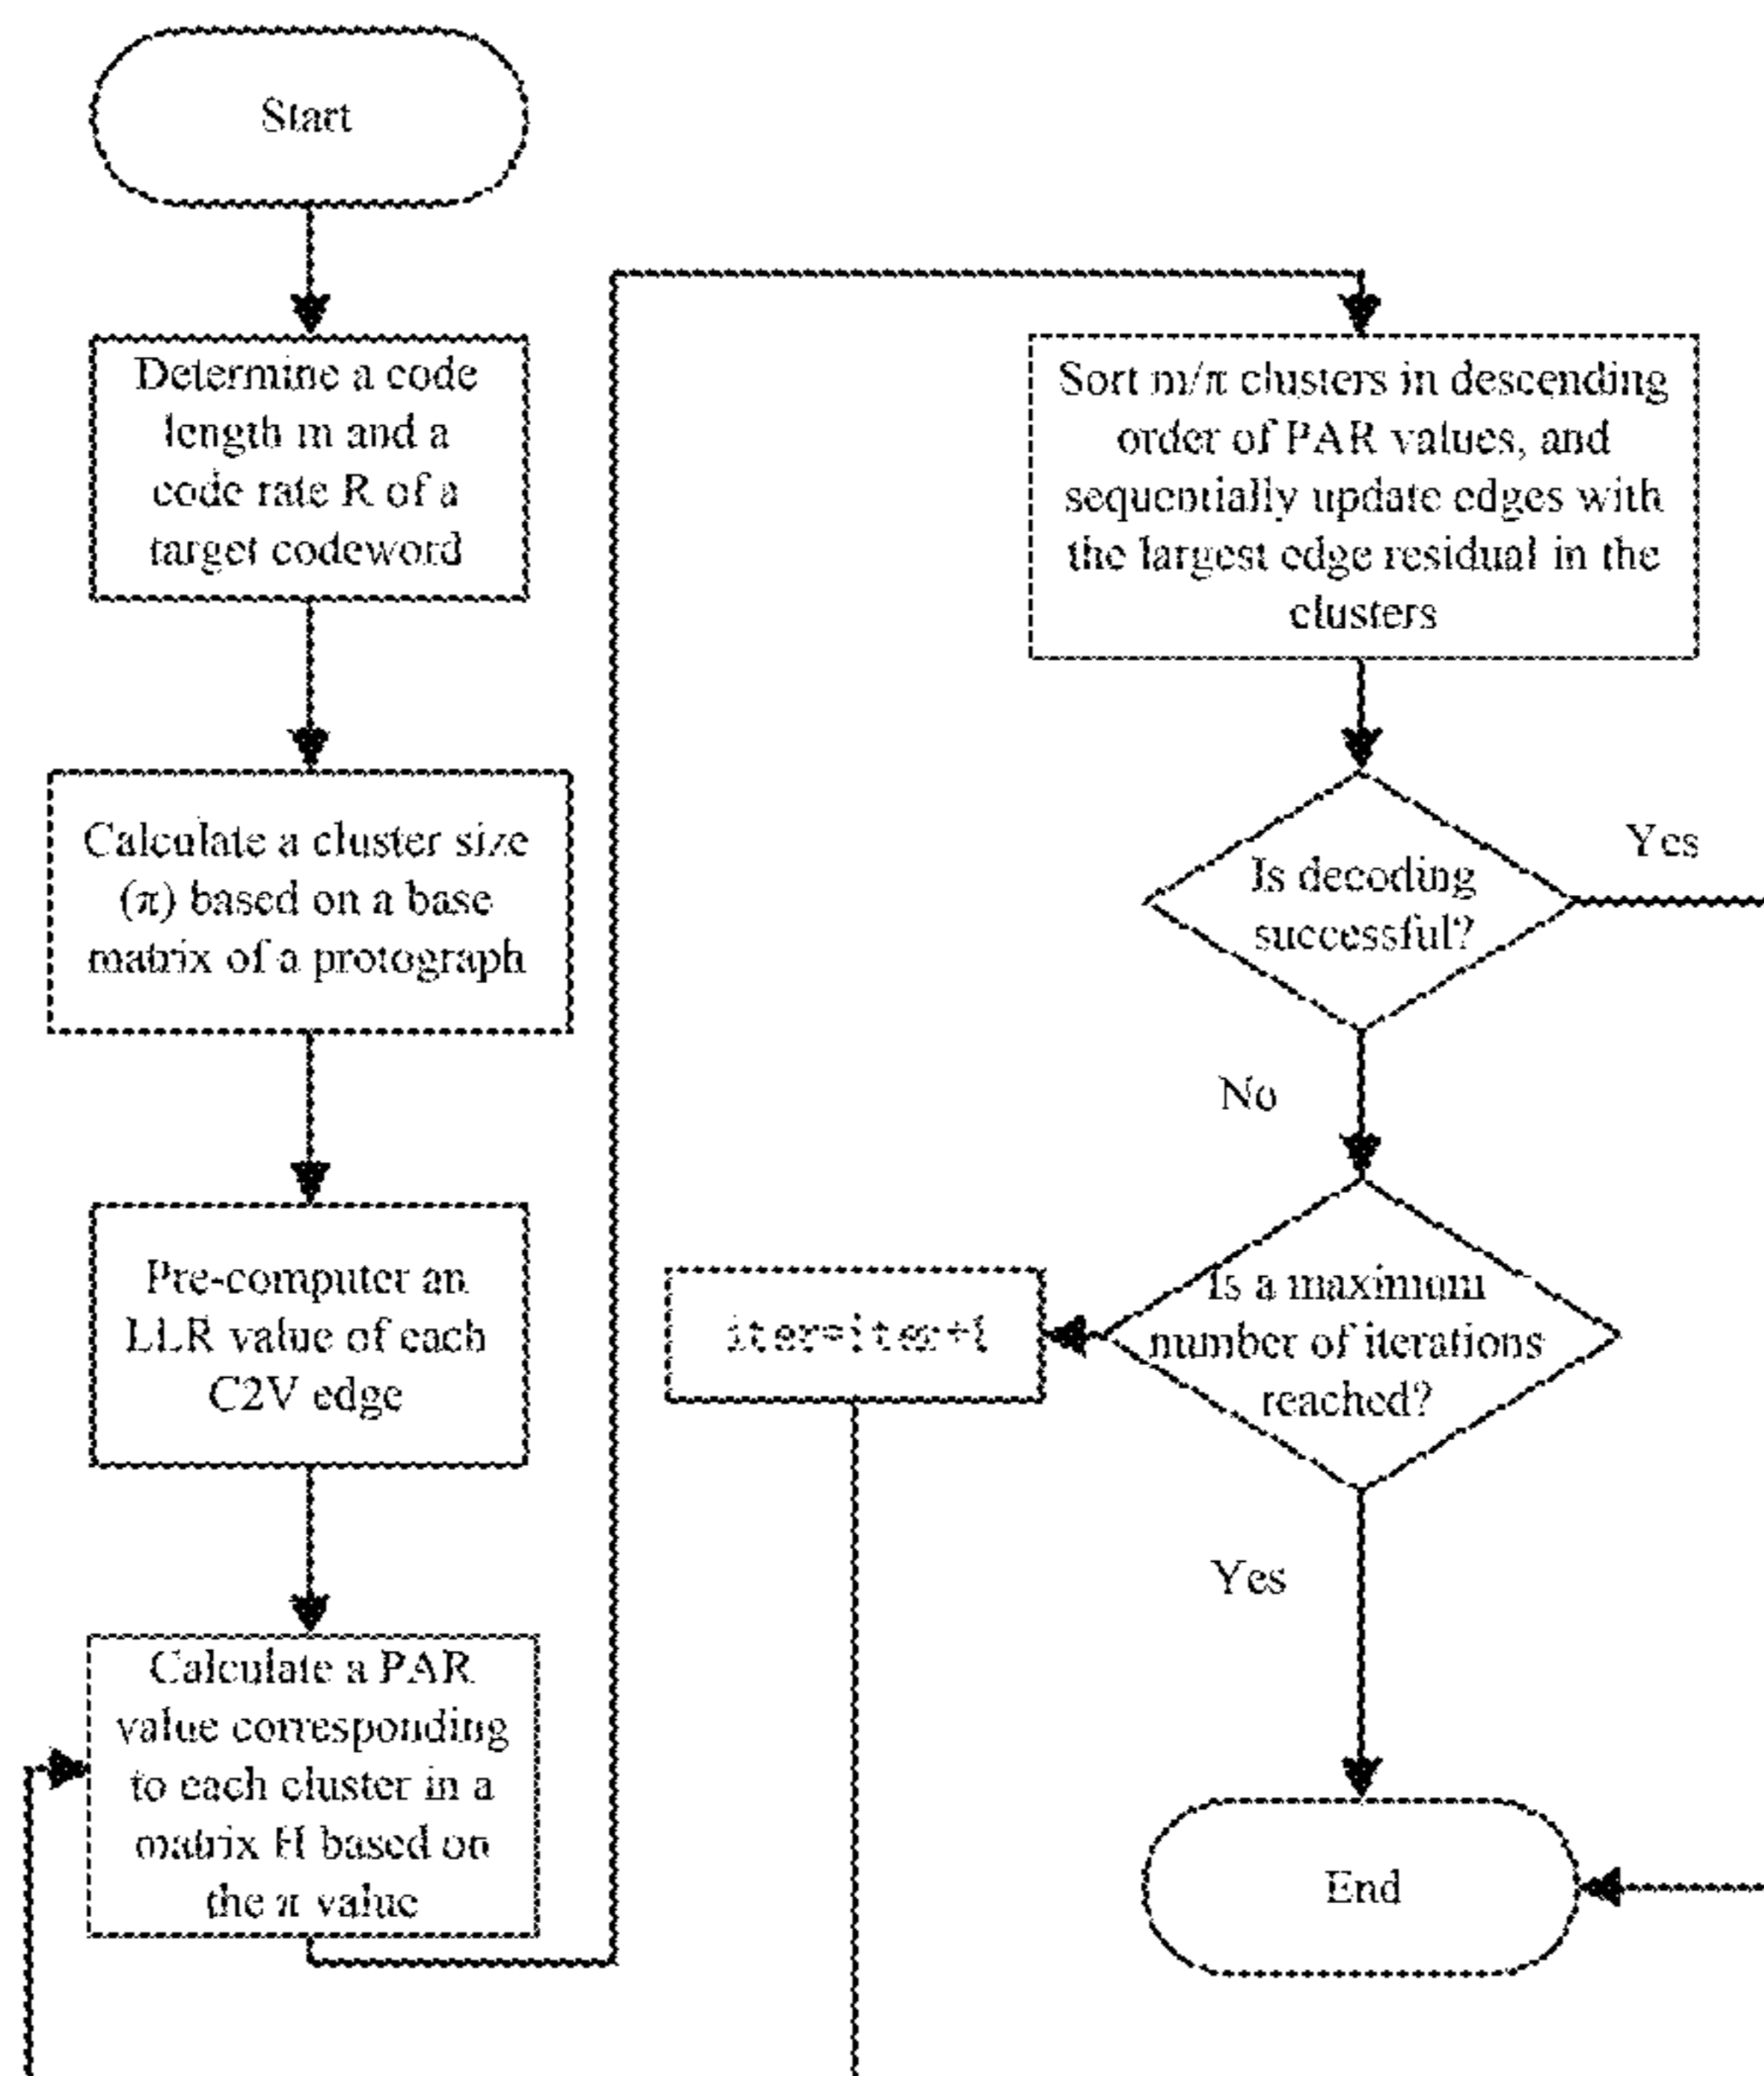 Start
Determine a code
length m and a
code rate R of a
target codeword
Calculate a cluster size
(π) based on a base
matrix of a protograph
Pre-computer an
LLR value of each
C2V edge
Calculate a PAR
value corresponding
to each cluster in a
matrix H based on
the π value
Sort m/π clusters in descending
order of PAR values, and
sequentially update edges with
the largest edge residual in the
clusters
Is decoding
successful?
Yes
No
Is a maximum
number of iterations
reached?
iter=iter+1
Yes
End